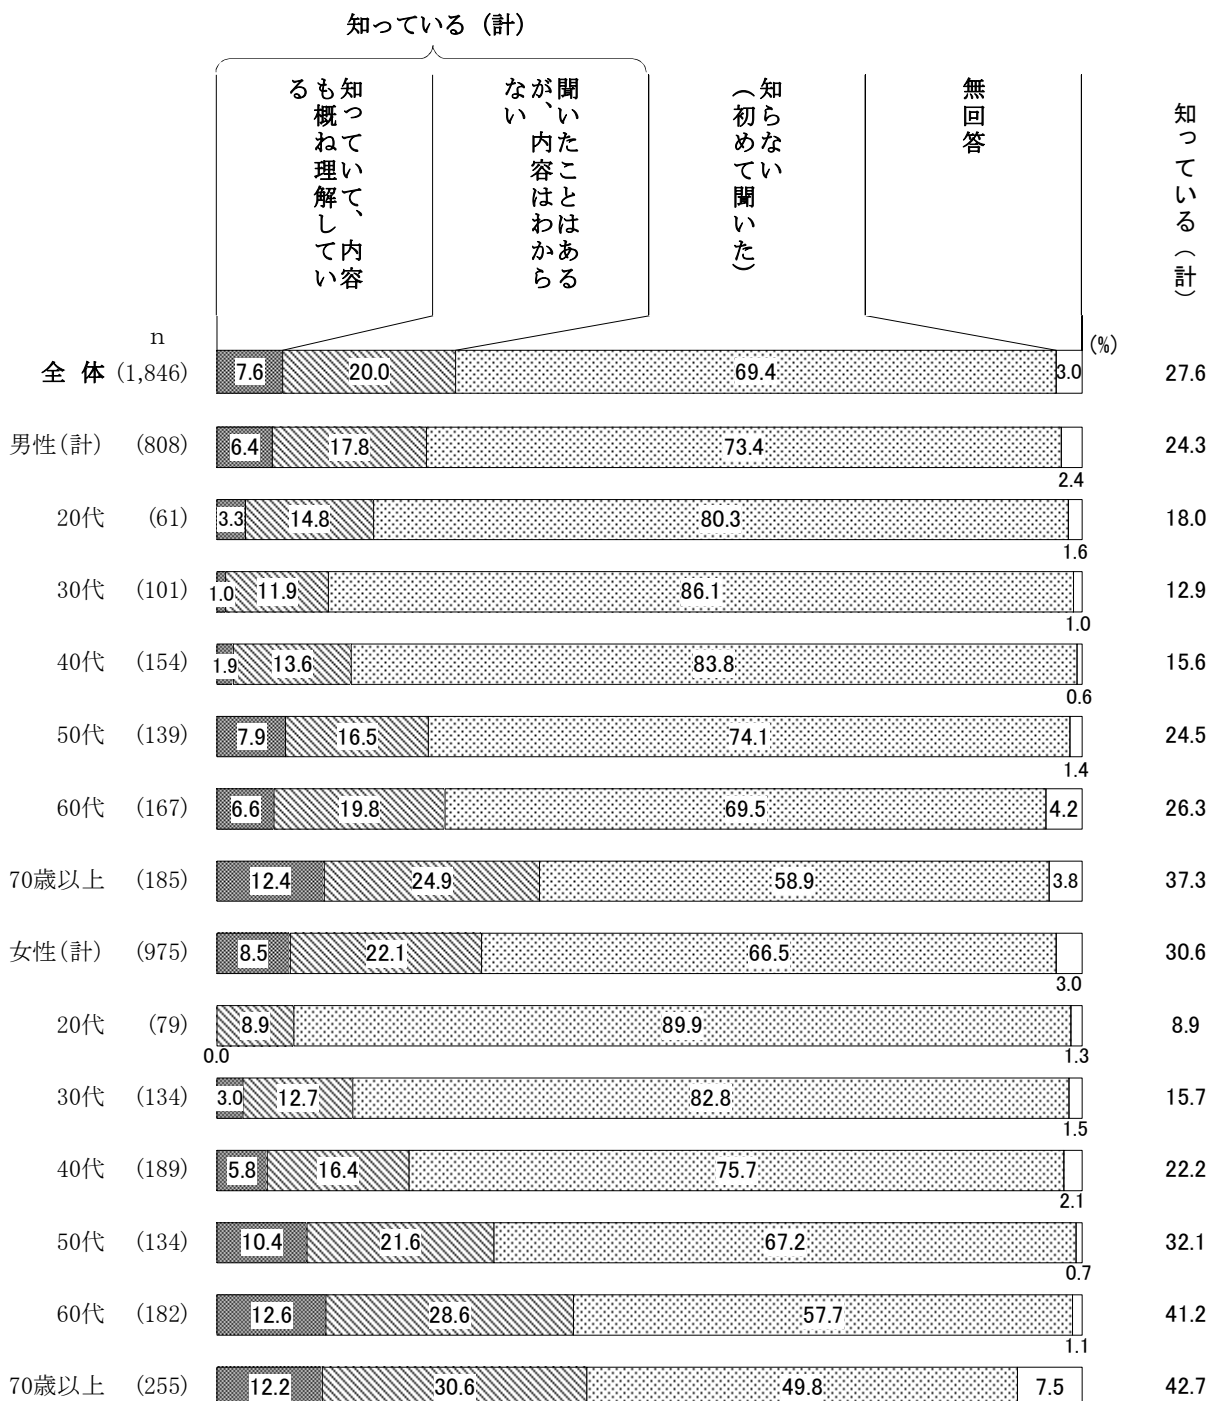 知っている（計）
知っていて、内容
も概ね理解してい
る
聞いたことはある
が、内容はわから
ない
知らない
（初めて聞いた）
無回答
知っている（計）
n
(%)
全 体 (1,846) 7.6 20.0 69.4 3.0 27.6
男性(計) (808) 6.4 17.8 73.4 2.4 24.3
20代 (61) 3.3 14.8 80.3 1.6 18.0
30代 (101) 1.0 11.9 86.1 1.0 12.9
40代 (154) 1.9 13.6 83.8 0.6 15.6
50代 (139) 7.9 16.5 74.1 1.4 24.5
60代 (167) 6.6 19.8 69.5 4.2 26.3
70歳以上 (185) 12.4 24.9 58.9 3.8 37.3
女性(計) (975) 8.5 22.1 66.5 3.0 30.6
20代 (79) 0.0 8.9 89.9 1.3 8.9
30代 (134) 3.0 12.7 82.8 1.5 15.7
40代 (189) 5.8 16.4 75.7 2.1 22.2
50代 (134) 10.4 21.6 67.2 0.7 32.1
60代 (182) 12.6 28.6 57.7 1.1 41.2
70歳以上 (255) 12.2 30.6 49.8 7.5 42.7